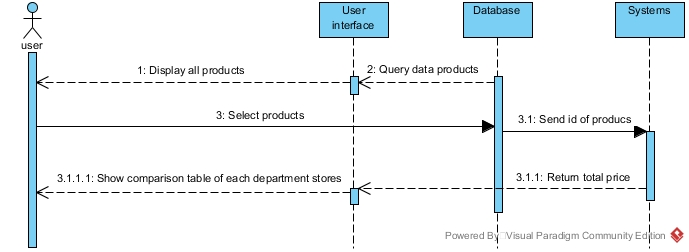 User
interface
Database
Systems
user
1: Display all products
2: Query data products
3: Select products
3.1: Send id of producs
3.1.1.1: Show comparison table of each department stores
3.1.1: Return total price
Powered By Visual Paradigm Community Edition